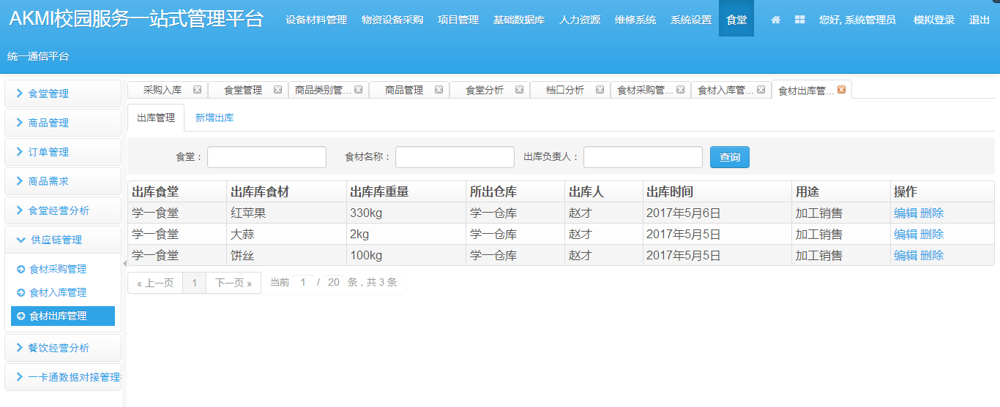 AKMI校园服务一站式管理平台 设备材料管理 物资设备采购 项目管理 基础数据库 人力资源 维修系统 系统设置 食堂 您好, 系统管理员 模拟登录 退出
统一通信平台
食堂管理
商品管理
订单管理
商品需求
食堂经营分析
供应链管理
食材采购管理
食材入库管理
食材出库管理
餐饮经营分析
一卡通数据对接管理
采购入库 食堂管理 商品类别管... 商品管理 食堂分析 档口分析 食材采购管... 食材入库管... 食材出库管...
出库管理 新增出库
食堂： 食材名称： 出库负责人： 查询
出库食堂 出库库食材 出库库重量 所出仓库 出库人 出库时间 用途 操作
学一食堂 红苹果 330kg 学一仓库 赵才 2017年5月6日 加工销售 编辑 删除
学一食堂 大蒜 2kg 学一仓库 赵才 2017年5月5日 加工销售 编辑 删除
学一食堂 饼丝 100kg 学一仓库 赵才 2017年5月5日 加工销售 编辑 删除
« 上一页 1 下一页 » 当前 1 / 20 条，共 3 条